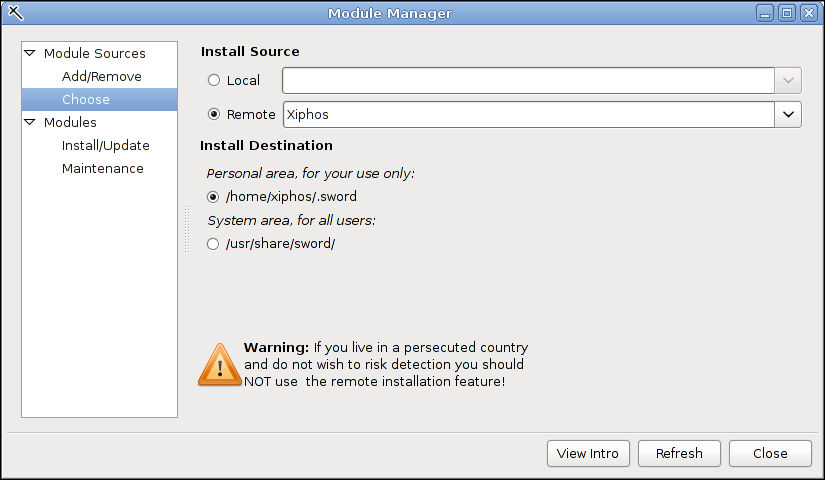 Module Manager
Module Sources
Add/Remove
Choose
Modules
Install/Update
Maintenance
Install Source
Local
Remote Xiphos
Install Destination
Personal area, for your use only:
/home/xiphos/.sword
System area, for all users:
/usr/share/sword/
Warning: If you live in a persecuted country
and do not wish to risk detection you should
NOT use  the remote installation feature!
View Intro Refresh Close